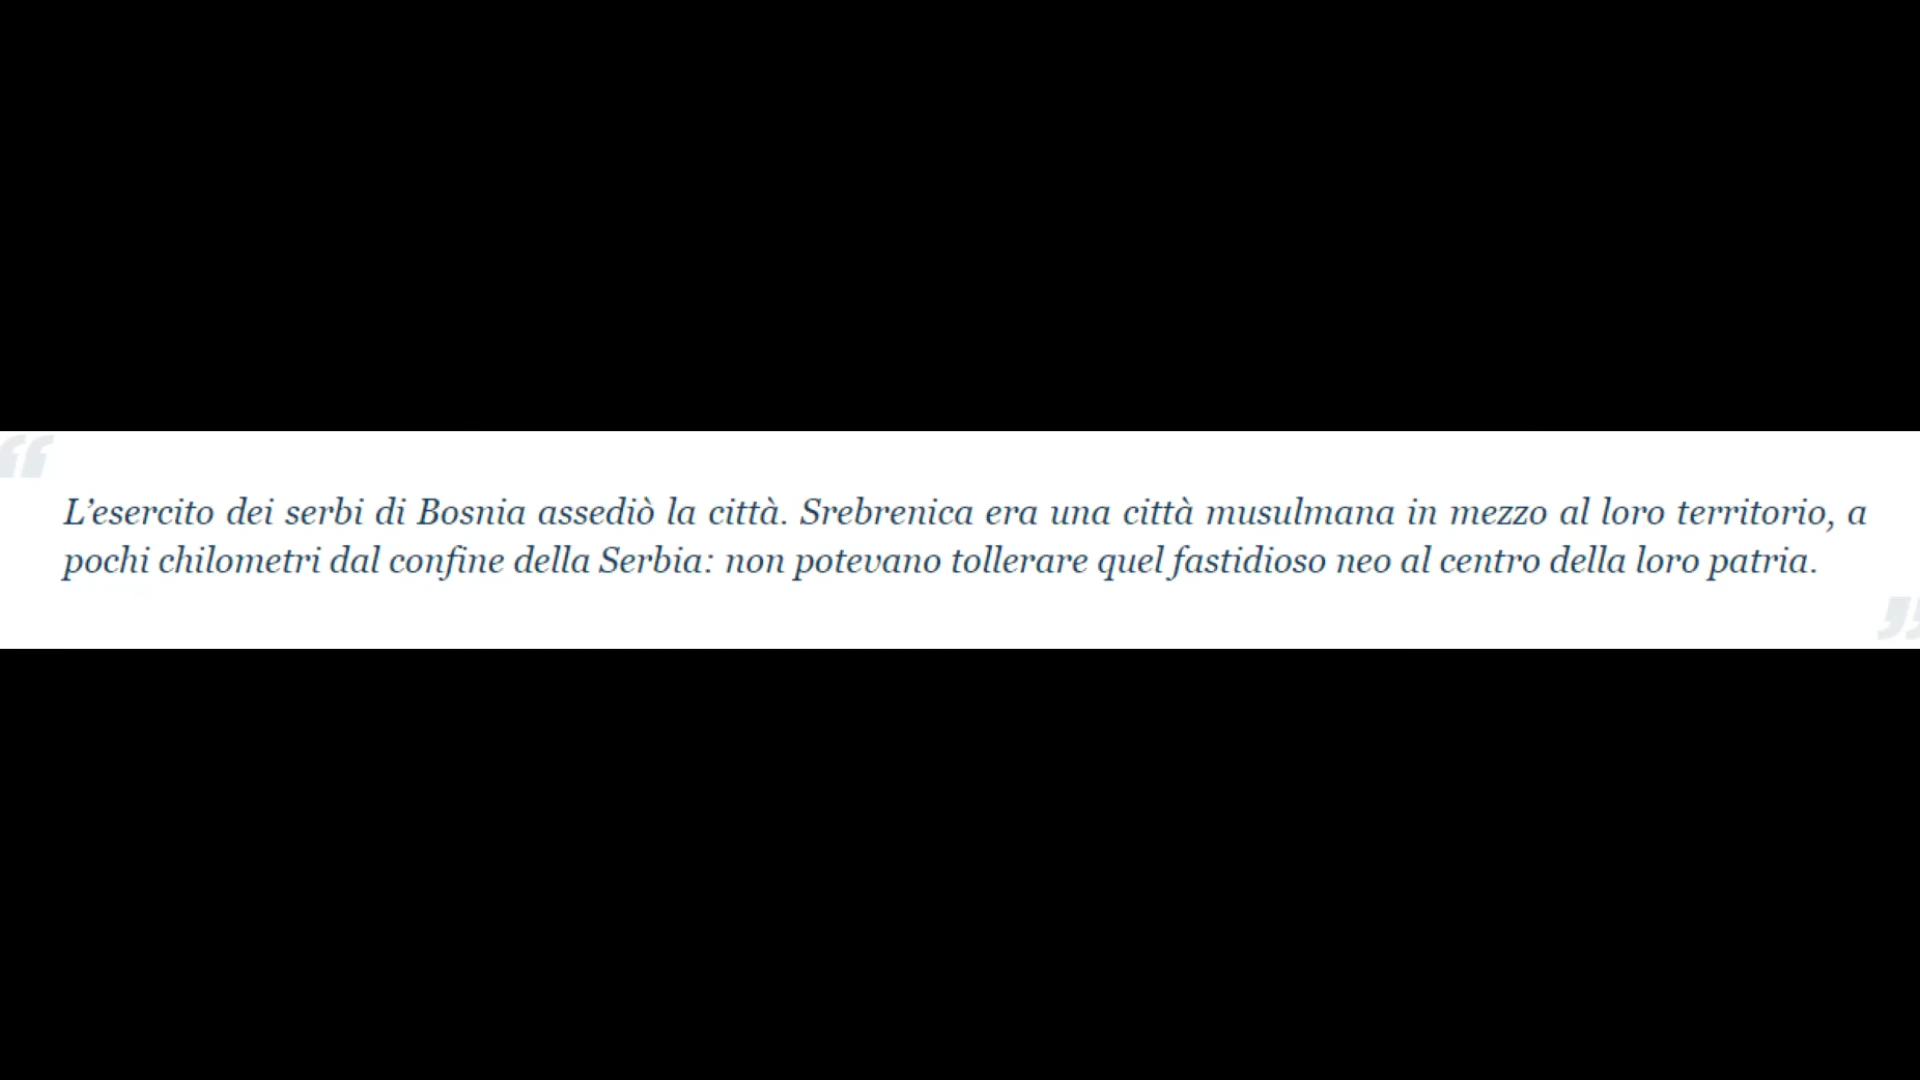 “
L’esercito dei serbi di Bosnia assediò la città. Srebrenica era una città musulmana in mezzo al loro territorio, a
pochi chilometri dal confine della Serbia: non potevano tollerare quel fastidioso neo al centro della loro patria.
”